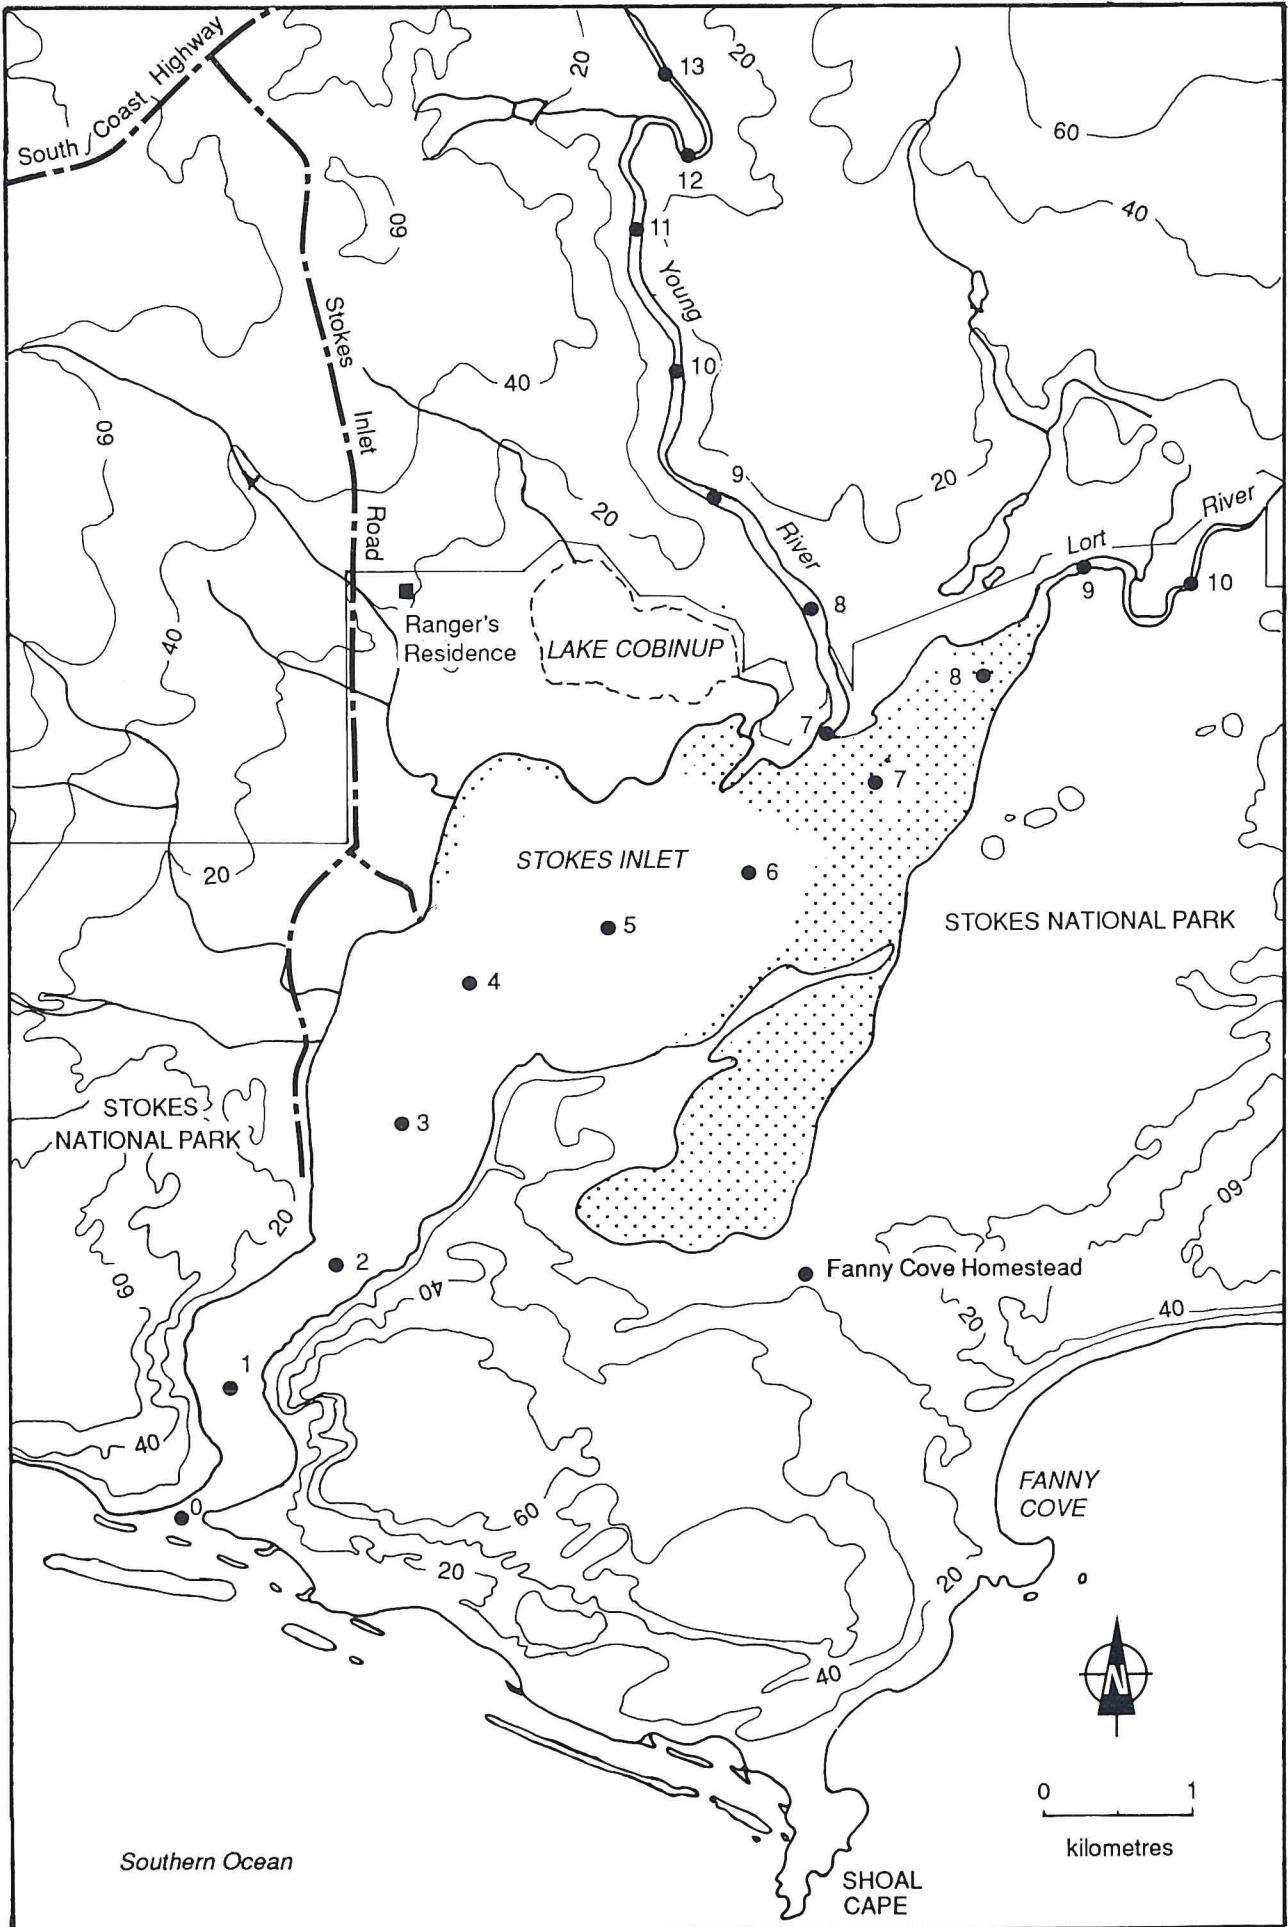 13
20
20
South Coast Highway
60
12
40
60
11
Young
Stokes
10
40
60
Inlet
9
20
River
20
Road
River
Lort
8
9
10
Ranger's
Residence
LAKE COBINUP
40
8
7
7
STOKES INLET
6
20
5
STOKES NATIONAL PARK
4
STOKES
NATIONAL PARK
3
60
20
2
Fanny Cove Homestead
60
40
40
20
1
40
FANNY
COVE
0
60
20
20
N
40
0 1
kilometres
Southern Ocean
SHOAL
CAPE